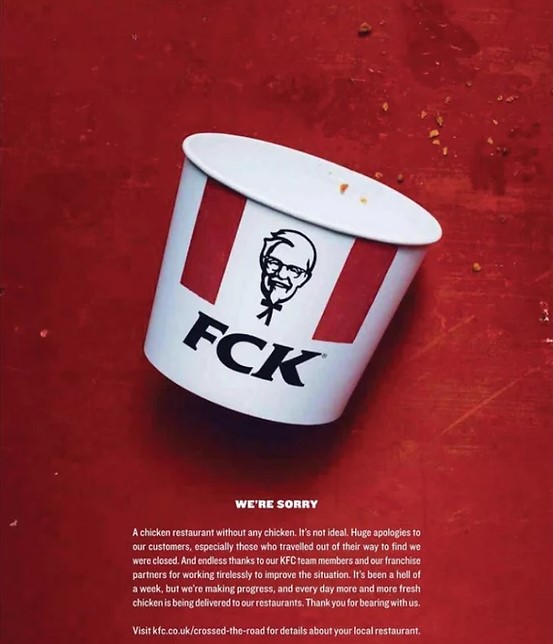 FCK®
WE'RE SORRY
A chicken restaurant without any chicken. It's not ideal. Huge apologies to
our customers, especially those who travelled out of their way to find we
were closed. And endless thanks to our KFC team members and our franchise
partners for working tirelessly to improve the situation. It's been a hell of
a week, but we're making progress, and every day more and more fresh
chicken is being delivered to our restaurants. Thank you for bearing with us.
Visit kfc.co.uk/crossed-the-road for details about your local restaurant.